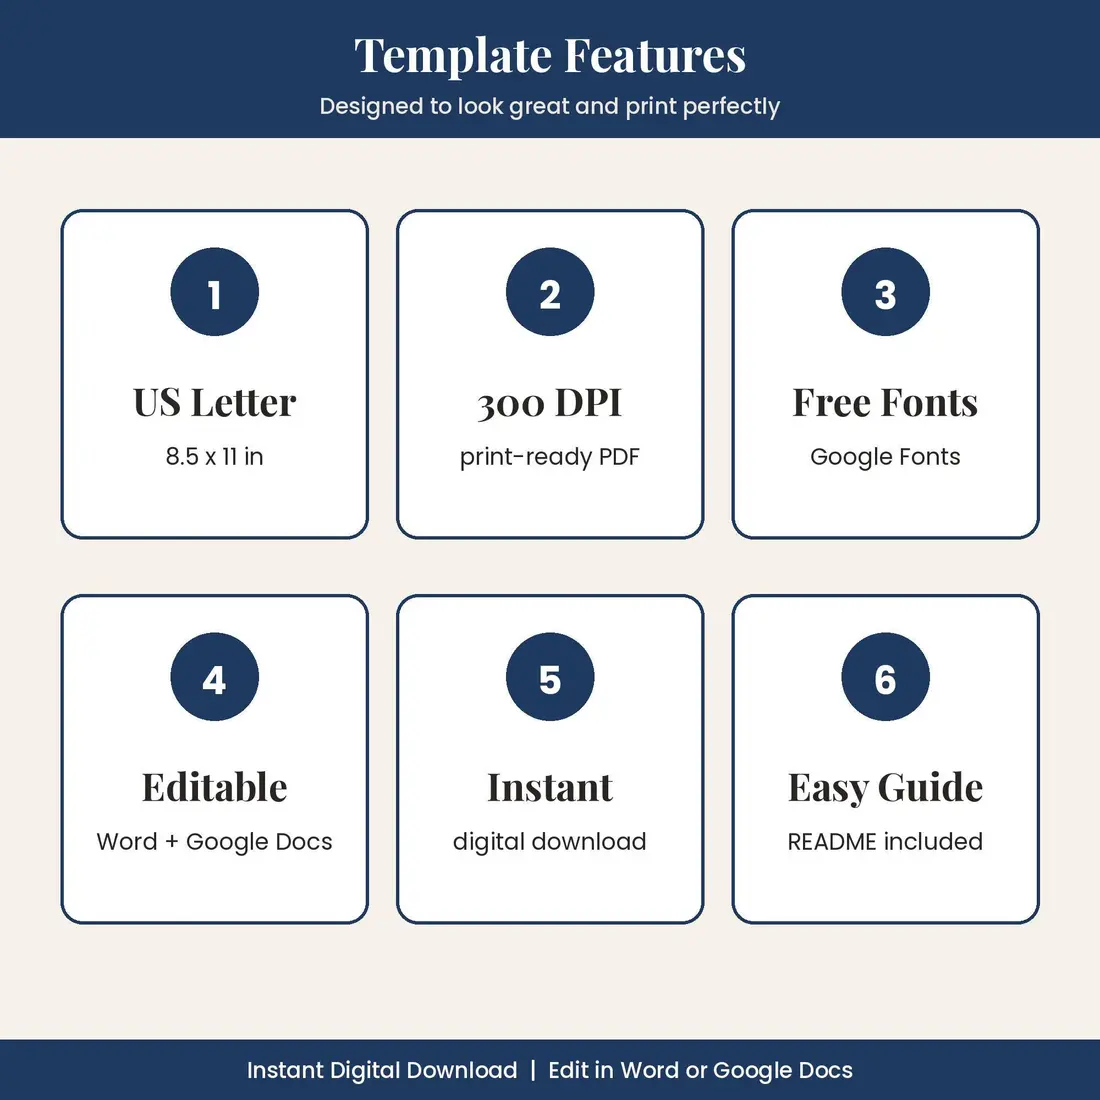 Template Features
Designed to look great and print perfectly
1
US Letter
8.5 x 11 in
2
300 DPI
print-ready PDF
3
Free Fonts
Google Fonts
4
Editable
Word + Google Docs
5
Instant
digital download
6
Easy Guide
README included
Instant Digital Download | Edit in Word or Google Docs